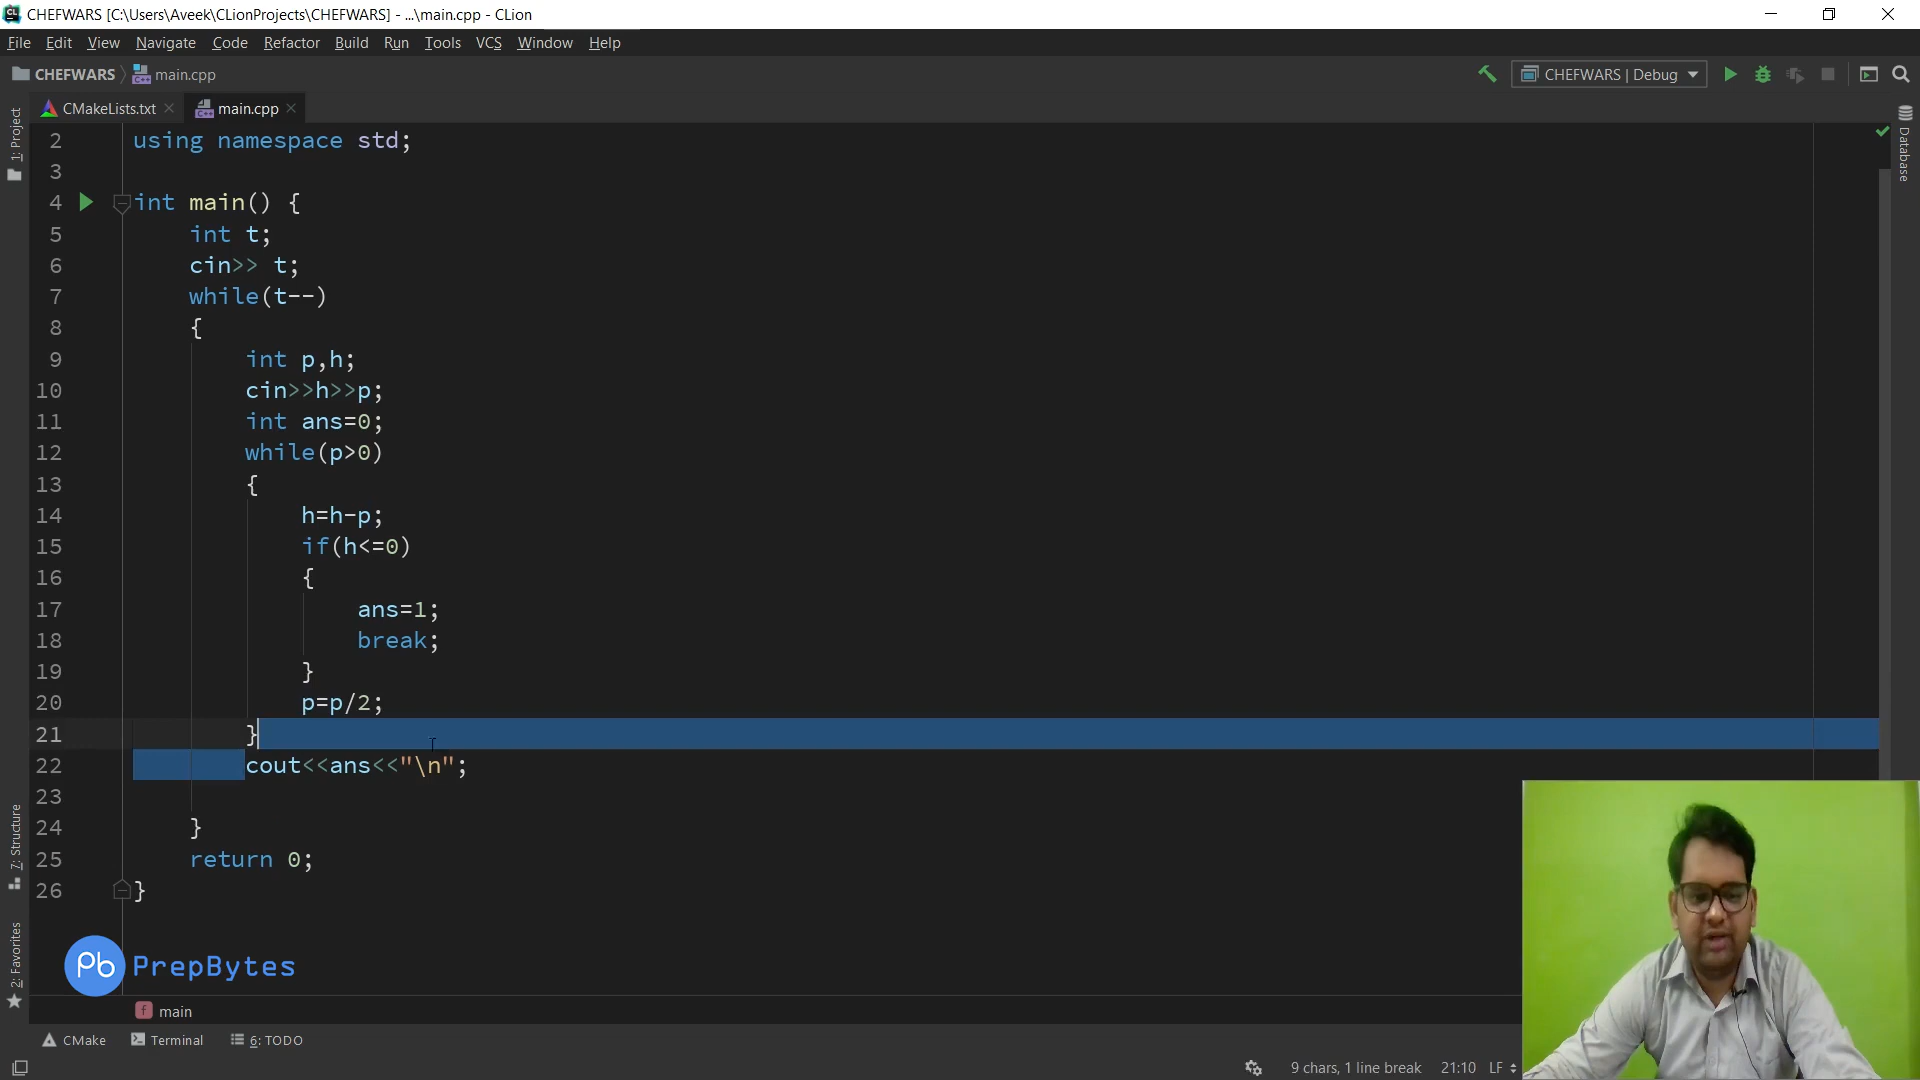 CHEFWARS [C:\Users\Aveek\CLionProjects\CHEFWARS] - ...\main.cpp - CLion
File Edit View Navigate Code Refactor Build Run Tools VCS Window Help
CHEFWARS main.cpp CHEFWARS | Debug
CMakeLists.txt main.cpp
1: Project
Database
2 using namespace std;
3
4 int main() {
5 int t;
6 cin>> t;
7 while(t--)
8 {
9 int p,h;
10 cin>>h>>p;
11 int ans=0;
12 while(p>0)
13 {
14 h=h-p;
15 if(h<=0)
16 {
17 ans=1;
18 break;
19 }
20 p=p/2;
21 }
22 cout<<ans<<"\n";
23
24 }
25 return 0;
26 }
7: Structure
2: Favorites
Pb PrepBytes
f main
CMake Terminal 6: TODO
9 chars, 1 line break 21:10 LF